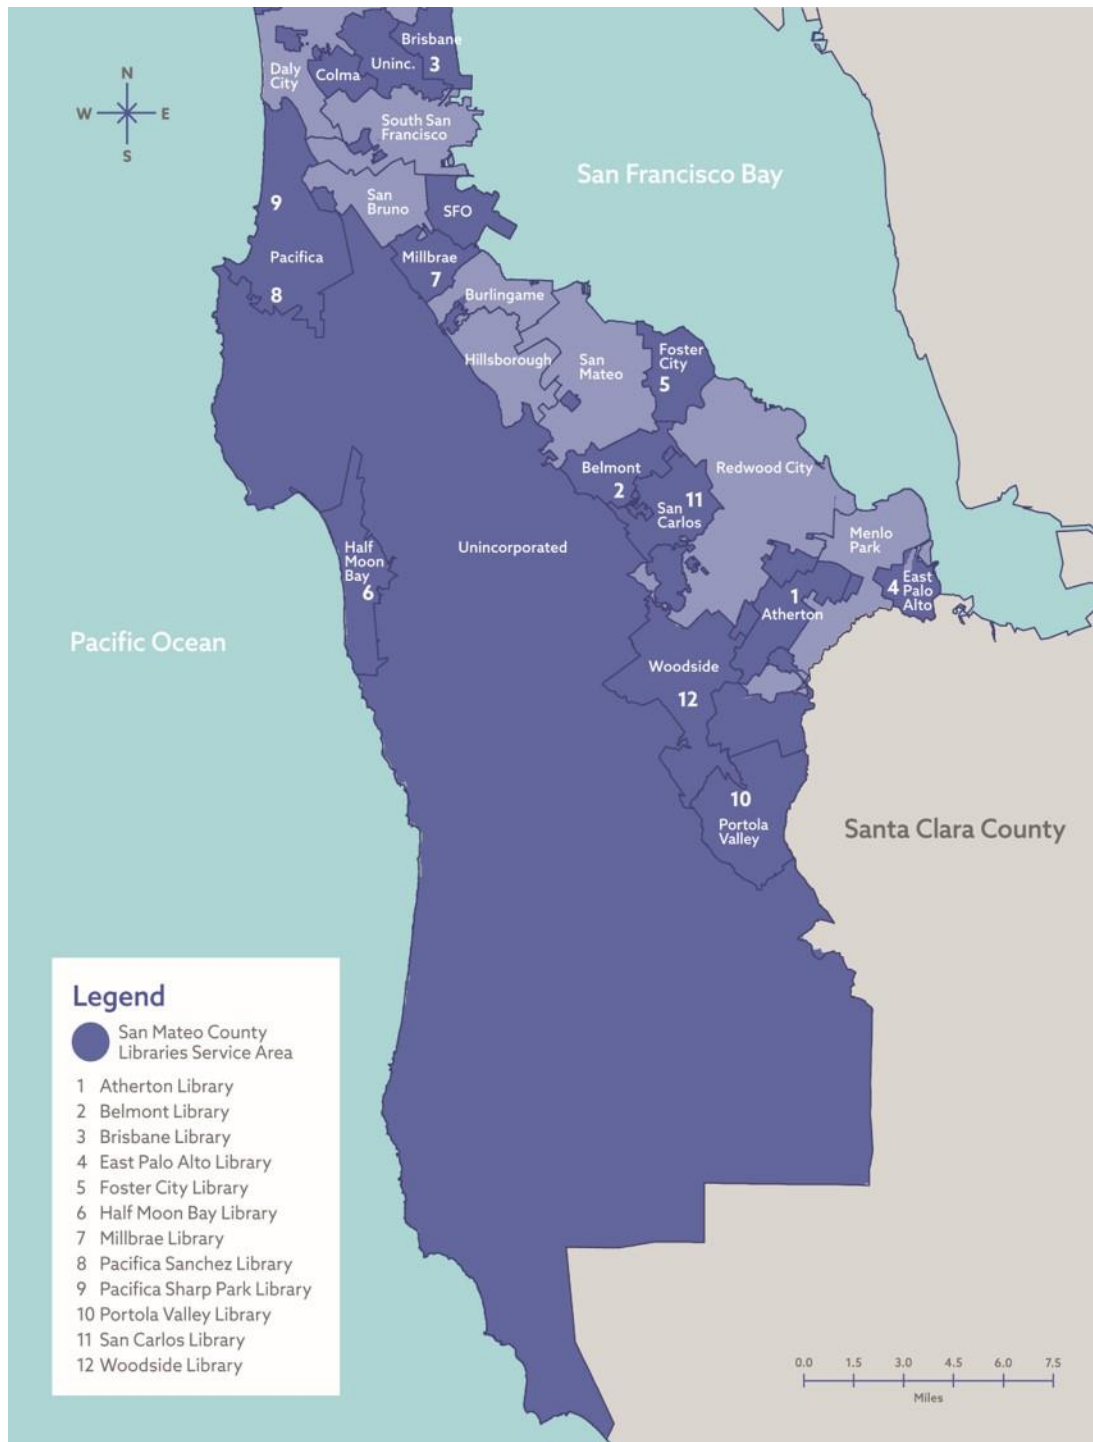 Brisbane
3
Uninc.
Daly
City
Colma
N
W
E
S
South San
Francisco
San Francisco Bay
San
Bruno
SFO
9
Pacifica
8
Millbrae
7
Burlingame
Hillsborough
San
Mateo
Foster
City
5
Belmont
2
Redwood City
11
San
Carlos
Menlo
Park
Half
Moon
Bay
6
Unincorporated
4
East
Palo
Alto
1
Atherton
Pacific Ocean
Woodside
12
10
Portola
Valley
Santa Clara County
Legend
San Mateo County
Libraries Service Area
1 Atherton Library
2 Belmont Library
3 Brisbane Library
4 East Palo Alto Library
5 Foster City Library
6 Half Moon Bay Library
7 Millbrae Library
8 Pacifica Sanchez Library
9 Pacifica Sharp Park Library
10 Portola Valley Library
11 San Carlos Library
12 Woodside Library
0.0 1.5 3.0 4.5 6.0 7.5
Miles